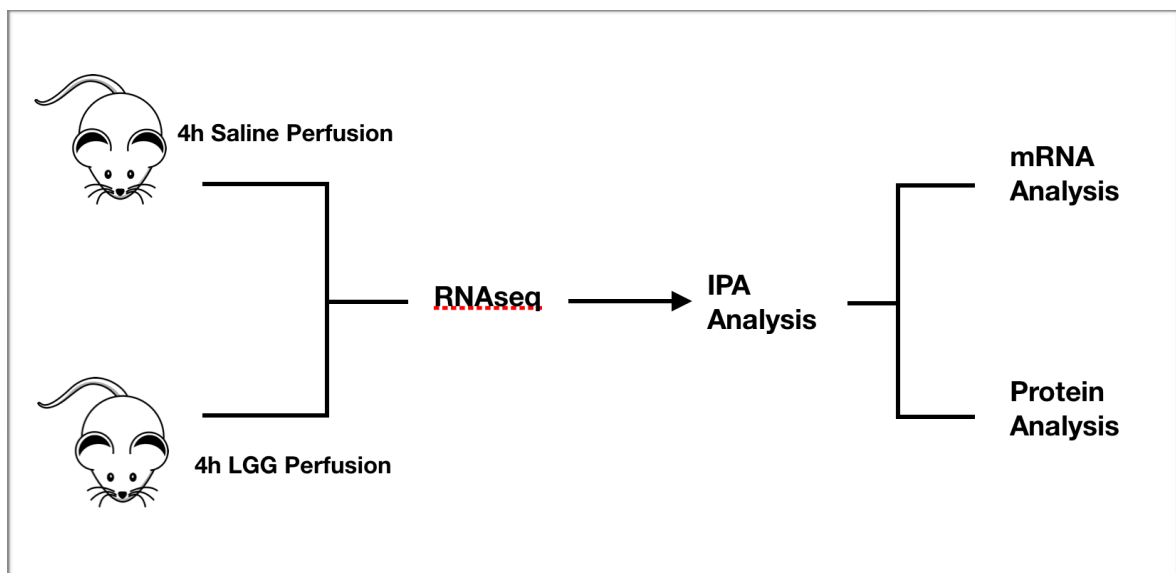 4h Saline Perfusion
mRNA
Analysis
RNAseq
IPA
Analysis
Protein
Analysis
4h LGG Perfusion